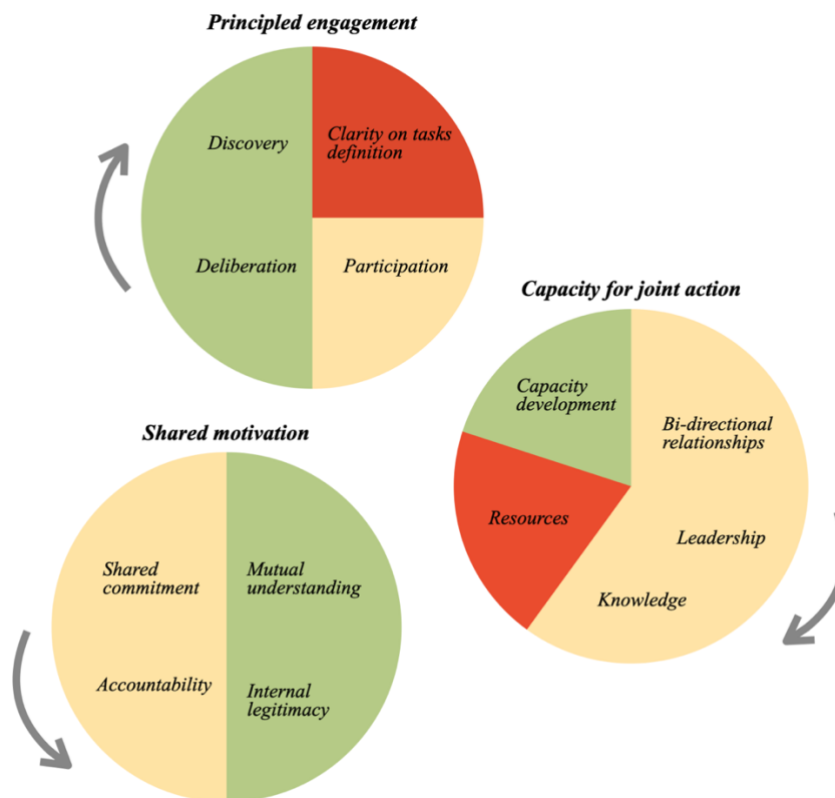 Principled engagement
Discovery
Clarity on tasks
definition
Deliberation
Participation
Capacity for joint action
Capacity
development
Bi-directional
relationships
Resources
Leadership
Knowledge
Shared motivation
Shared
commitment
Mutual
understanding
Accountability
Internal
legitimacy